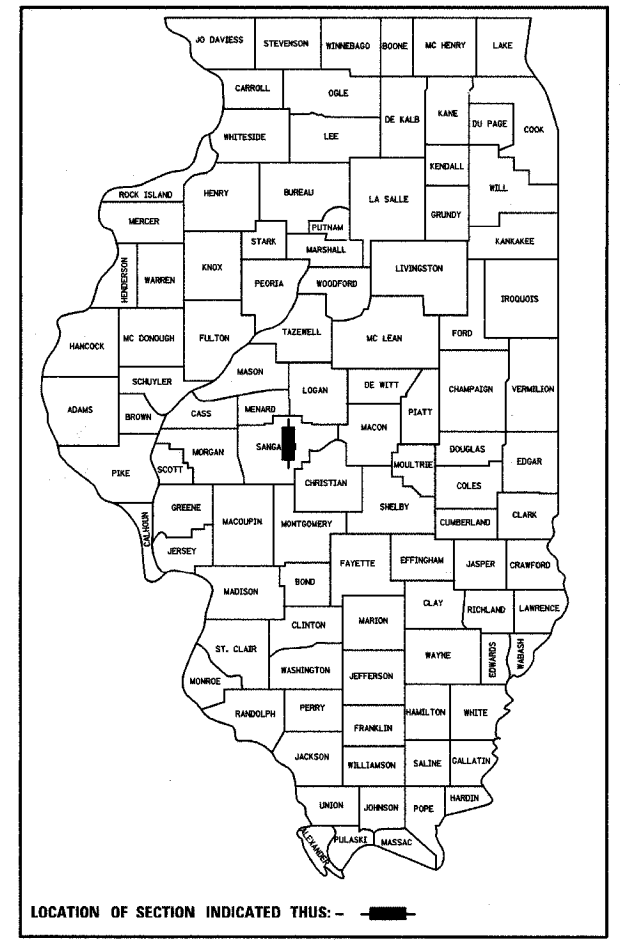 JO DAVIESS STEVENSON WINNEBAGO BOONE MC HENRY LAKE
CARROLL OGLE DE KALB KANE DU PAGE COOK
WHITESIDE LEE
KENDALL
ROCK ISLAND HENRY BUREAU LA SALLE WILL
MERCER PUTNAM GRUNDY
STARK MARSHALL KANKAKEE
HENDERSON WARREN KNOX PEORIA WOODFORD LIVINGSTON IROQUOIS
HANCOCK MC DONOUGH FULTON TAZEWELL MC LEAN FORD
MASON
SCHUYLER LOGAN DE WITT CHAMPAIGN VERMILION
ADAMS BROWN CASS MENARD MACON PIATT
MORGAN SANGA DOUGLAS
PIKE SCOTT CHRISTIAN MOULTRIE EDGAR
COLES
CALHOUN GREENE MACOUPIN MONTGOMERY SHELBY CUMBERLAND CLARK
JERSEY FAYETTE EFFINGHAM JASPER CRAWFORD
MADISON BOND
CLAY RICHLAND LAWRENCE
CLINTON MARION
ST. CLAIR WAYNE EDWARDS WABASH
WASHINGTON JEFFERSON
MONROE
RANDOLPH PERRY HAMILTON WHITE
FRANKLIN
JACKSON WILLIAMSON SALINE GALLATIN
UNION JOHNSON POPE HARDIN
ALEXANDER PULASKI MASSAC
LOCATION OF SECTION INDICATED THUS: -